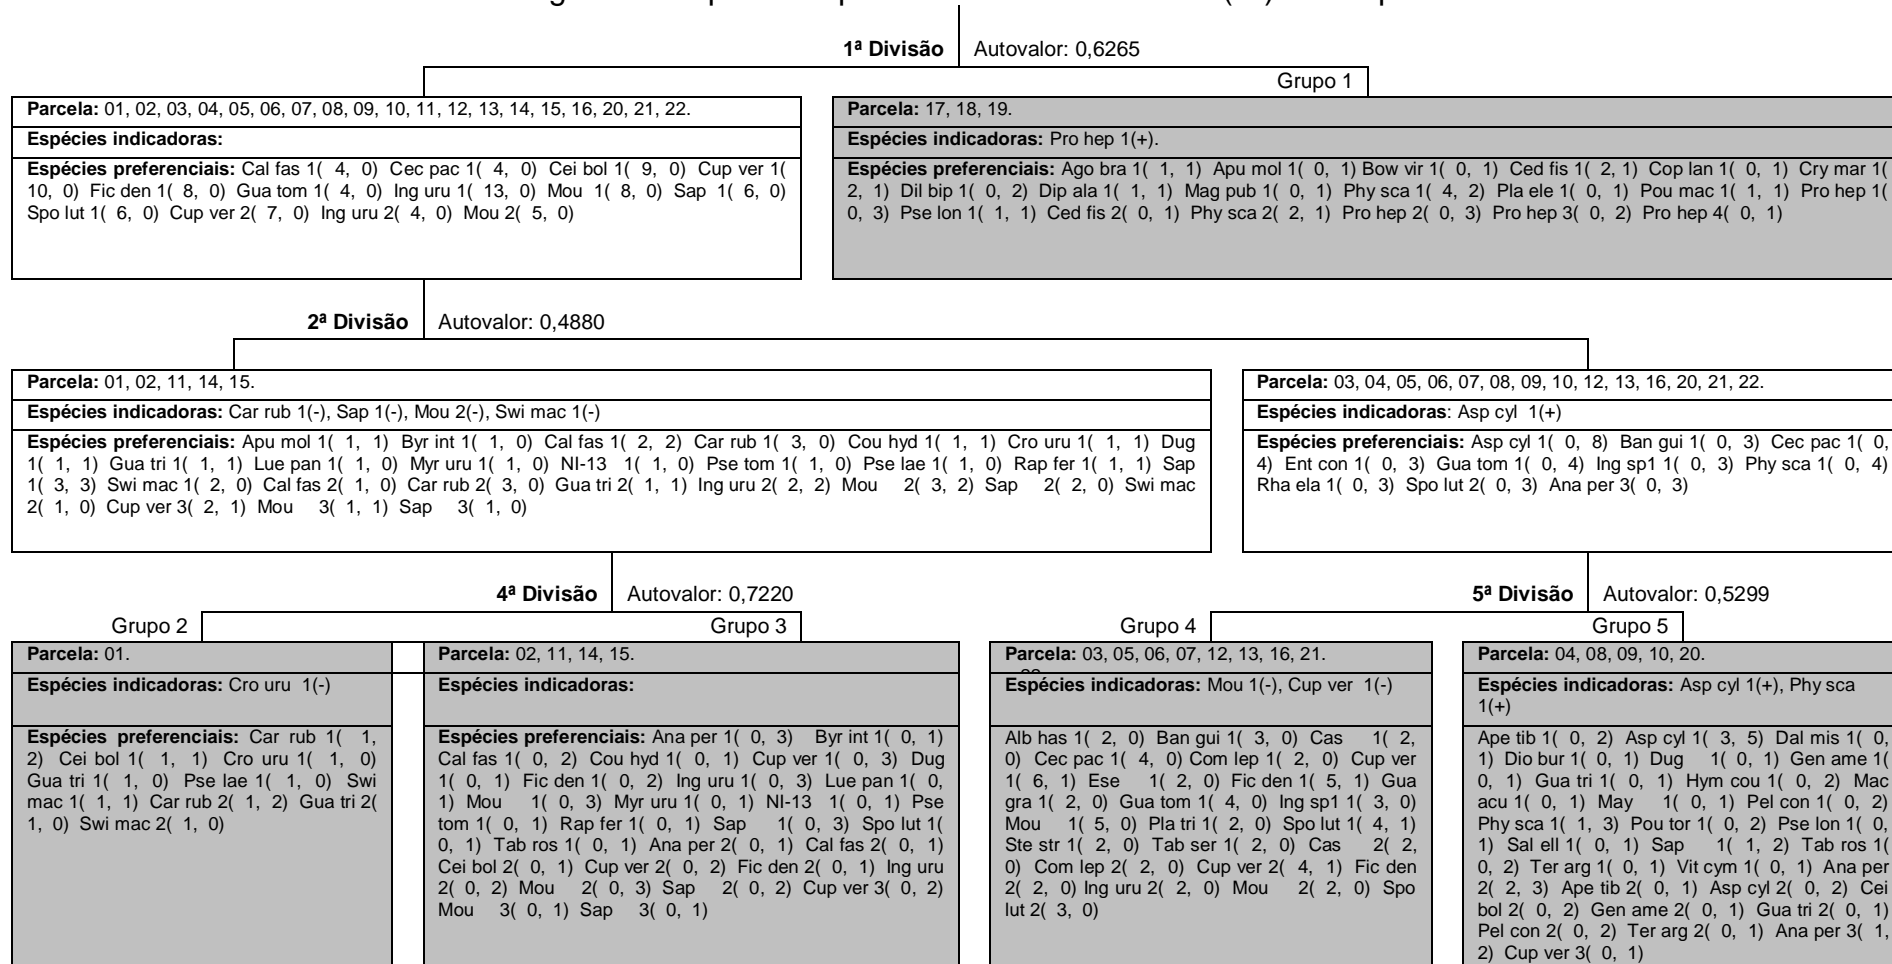 1ª Divisão Autovalor: 0,6265
Grupo 1
Parcela: 01, 02, 03, 04, 05, 06, 07, 08, 09, 10, 11, 12, 13, 14, 15, 16, 20, 21, 22.
Espécies indicadoras:
Espécies preferenciais: Cal fas 1( 4, 0) Cec pac 1( 4, 0) Cei bol 1( 9, 0) Cup ver 1(
10, 0) Fic den 1( 8, 0) Gua tom 1( 4, 0) Ing uru 1( 13, 0) Mou 1( 8, 0) Sap 1( 6, 0)
Spo lut 1( 6, 0) Cup ver 2( 7, 0) Ing uru 2( 4, 0) Mou 2( 5, 0)
Parcela: 17, 18, 19.
Espécies indicadoras: Pro hep 1(+).
Espécies preferenciais: Ago bra 1( 1, 1) Apu mol 1( 0, 1) Bow vir 1( 0, 1) Ced fis 1( 2,1) Cop lan 1( 0, 1) Cry mar 1(
2, 1) Dil bip 1( 0, 2) Dip ala 1( 1, 1) Mag pub 1( 0, 1) Phy sca 1( 4, 2) Pla ele 1( 0, 1) Pou mac 1( 1, 1) Pro hep 1(
0, 3) Pse lon 1( 1, 1) Ced fis 2( 0, 1) Phy sca 2( 2, 1) Pro hep 2( 0, 3) Pro hep 3( 0, 2) Pro hep 4( 0, 1)
2ª Divisão Autovalor: 0,4880
Parcela: 01, 02, 11, 14, 15.
Espécies indicadoras: Car rub 1(-), Sap 1(-), Mou 2(-), Swi mac 1(-)
Espécies preferenciais: Apu mol 1( 1, 1) Byr int 1( 1, 0) Cal fas 1( 2, 2) Car rub 1( 3, 0) Cou hyd 1( 1, 1) Cro uru 1( 1, 1) Dug
1( 1, 1) Gua tri 1( 1, 1) Lue pan 1( 1, 0) Myr uru 1( 1, 0) NI-13 1( 1, 0) Pse tom 1( 1, 0) Pse lae 1( 1, 0) Rap fer 1( 1, 1) Sap
1( 3, 3) Swi mac 1( 2, 0) Cal fas 2( 1, 0) Car rub 2( 3, 0) Gua tri 2( 1, 1) Ing uru 2( 2, 2) Mou 2( 3, 2) Sap 2( 2, 0) Swi mac
2( 1, 0) Cup ver 3( 2, 1) Mou 3( 1, 1) Sap 3( 1, 0)
Parcela: 03, 04, 05, 06, 07, 08, 09, 10, 12, 13, 16, 20, 21, 22.
Espécies indicadoras: Asp cyl 1(+)
Espécies preferenciais: Asp cyl 1( 0, 8) Ban gui 1( 0, 3) Cec pac 1( 0,
4) Ent con 1( 0, 3) Gua tom 1( 0, 4) Ing sp1 1( 0, 3) Phy sca 1( 0, 4)
Rha ela 1( 0, 3) Spo lut 2( 0, 3) Ana per 3( 0, 3)
4ª Divisão Autovalor: 0,7220
5ª Divisão Autovalor: 0,5299
Grupo 2
Grupo 3
Grupo 4
Grupo 5
Parcela: 01.
Espécies indicadoras: Cro uru 1(-)
Espécies preferenciais: Car rub 1( 1,
2) Cei bol 1( 1, 1) Cro uru 1( 1, 0)
Gua tri 1( 1, 0) Pse lae 1( 1, 0) Swi
mac 1( 1, 1) Car rub 2( 1, 2) Gua tri 2(
1, 0) Swi mac 2( 1, 0)
Parcela: 02, 11, 14, 15.
Espécies indicadoras:
Espécies preferenciais: Ana per 1( 0, 3) Byr int 1( 0, 1)
Cal fas 1( 0, 2) Cou hyd 1( 0, 1) Cup ver 1( 0, 3) Dug
1( 0, 1) Fic den 1( 0, 2) Ing uru 1( 0, 3) Lue pan 1( 0,
1) Mou 1( 0, 3) Myr uru 1( 0, 1) NI-13 1( 0, 1) Pse
tom 1( 0, 1) Rap fer 1( 0, 1) Sap 1( 0, 3) Spo lut 1(
0, 1) Tab ros 1( 0, 1) Ana per 2( 0, 1) Cal fas 2( 0, 1)
Cei bol 2( 0, 1) Cup ver 2( 0, 2) Fic den 2( 0, 1) Ing uru
2( 0, 2) Mou 2( 0, 3) Sap 2( 0, 2) Cup ver 3( 0, 2)
Mou 3( 0, 1) Sap 3( 0, 1)
Parcela: 03, 05, 06, 07, 12, 13, 16, 21.
Espécies indicadoras: Mou 1(-), Cup ver 1(-)
Alb has 1( 2, 0) Ban gui 1( 3, 0) Cas 1( 2,
0) Cec pac 1( 4, 0) Com lep 1( 2, 0) Cup ver
1( 6, 1) Ese 1( 2, 0) Fic den 1( 5, 1) Gua
gra 1( 2, 0) Gua tom 1( 4, 0) Ing sp1 1( 3, 0)
Mou 1( 5, 0) Pla tri 1( 2, 0) Spo lut 1( 4, 1)
Ste str 1( 2, 0) Tab ser 1( 2, 0) Cas 2( 2,
0) Com lep 2( 2, 0) Cup ver 2( 4, 1) Fic den
2( 2, 0) Ing uru 2( 2, 0) Mou 2( 2, 0) Spo
lut 2( 3, 0)
Parcela: 04, 08, 09, 10, 20.
Espécies indicadoras: Asp cyl 1(+), Phy sca
1(+)
Ape tib 1( 0, 2) Asp cyl 1( 3, 5) Dal mis 1( 0,
1) Dio bur 1( 0, 1) Dug 1( 0, 1) Gen ame 1(
0, 1) Gua tri 1( 0, 1) Hym cou 1( 0, 2) Mac
acu 1( 0, 1) May 1( 0, 1) Pel con 1( 0, 2)
Phy sca 1( 1, 3) Pou tor 1( 0, 2) Pse lon 1( 0,
1) Sal ell 1( 0, 1) Sap 1( 1, 2) Tab ros 1(
0, 2) Ter arg 1( 0, 1) Vit cym 1( 0, 1) Ana per
2( 2, 3) Ape tib 2( 0, 1) Asp cyl 2( 0, 2) Cei
bol 2( 0, 2) Gen ame 2( 0, 1) Gua tri 2( 0, 1)
Pel con 2( 0, 2) Ter arg 2( 0, 1) Ana per 3( 1,
2) Cup ver 3( 0, 1)